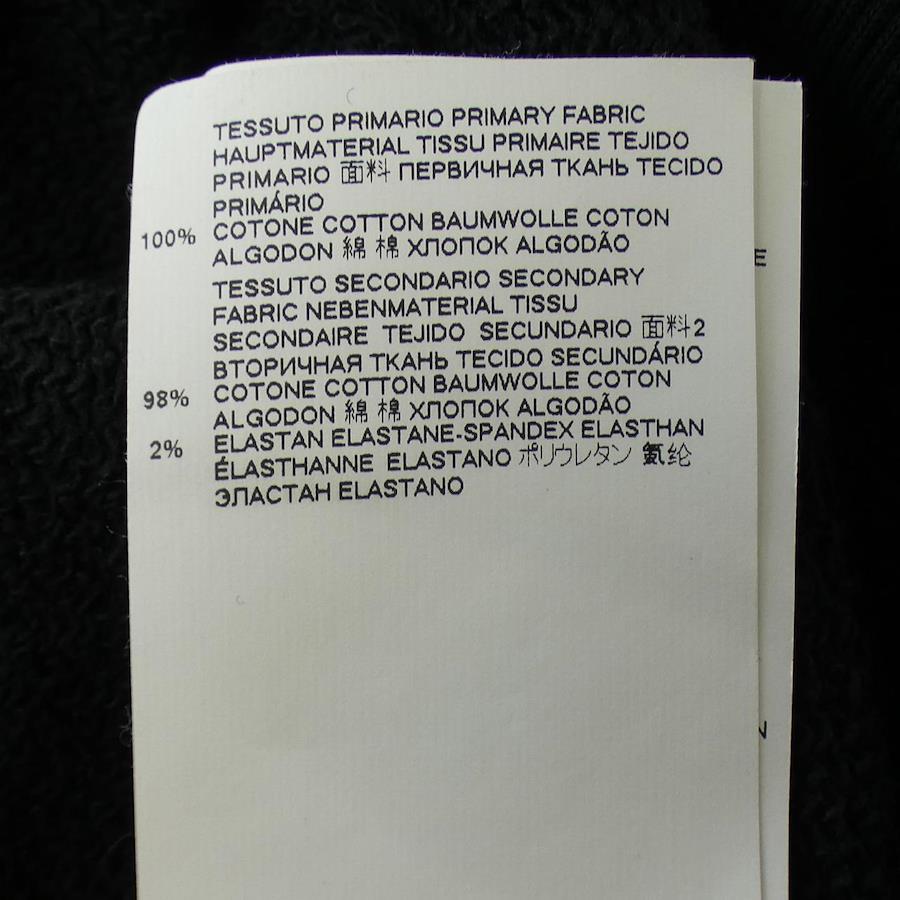 TESSUTO PRIMARIO PRIMARY FABRIC
HAUPTMATERIAL TISSU PRIMAIRE TEJIDO
PRIMARIO 面料 ПЕРВИЧНАЯ ТКАНЬ TECIDO
PRIMÁRIO
100% COTONE COTTON BAUMWOLLE COTON
ALGODON 綿 棉 ХЛОПОК ALGODÃO
TESSUTO SECONDARIO SECONDARY
FABRIC NEBENMATERIAL TISSU
SECONDAIRE TEJIDO SECUNDARIO 面料2
ВТОРИЧНАЯ ТКАНЬ TECIDO SECUNDÁRIO
98% COTONE COTTON BAUMWOLLE COTON
ALGODON 綿 棉 ХЛОПОК ALGODÃO
2% ELASTAN ELASTANE-SPANDEX ELASTHAN
ÉLASTHANNE ELASTANO ポリウレタン 氨纶
ЭЛАСТАН ELASTANO